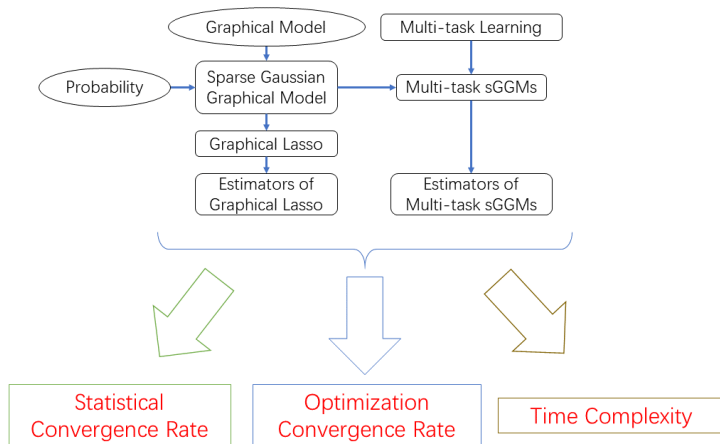 Graphical Model
Multi-task Learning
Probability
Sparse Gaussian
Graphical Model
Multi-task sGGMs
Graphical Lasso
Estimators of
Graphical Lasso
Estimators of
Multi-task sGGMs
Statistical
Convergence Rate
Optimization
Convergence Rate
Time Complexity